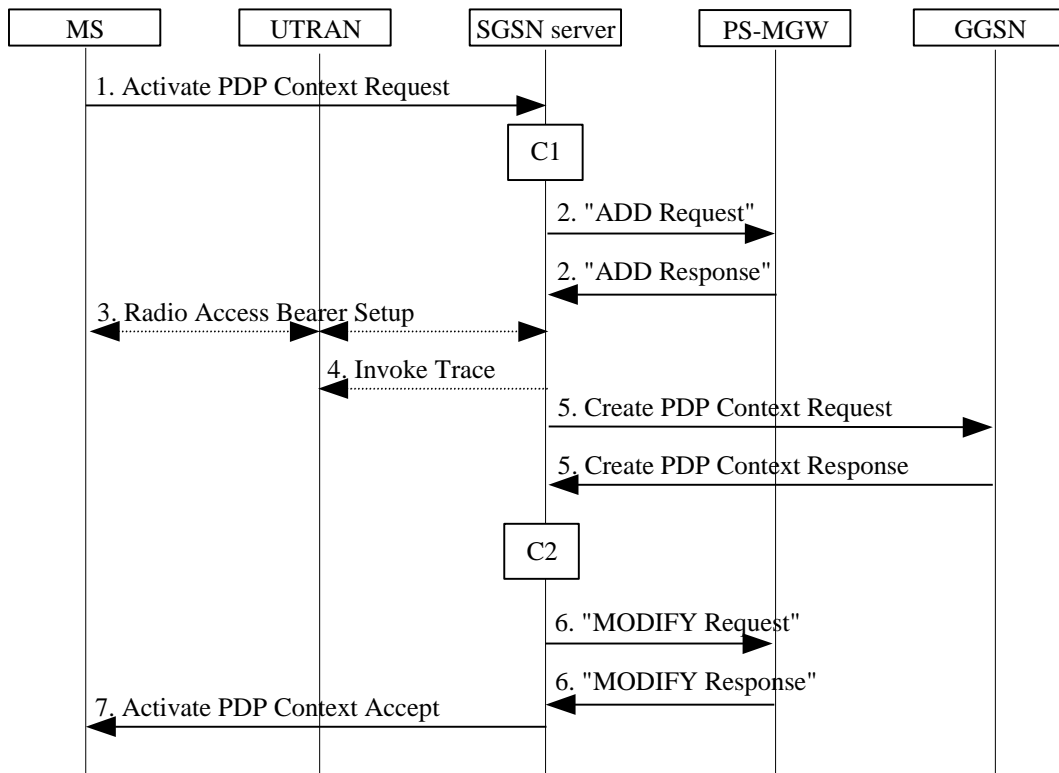 MS
UTRAN
SGSN server
PS-MGW
GGSN
1. Activate PDP Context Request
C1
2. "ADD Request"
2. "ADD Response"
3. Radio Access Bearer Setup
4. Invoke Trace
5. Create PDP Context Request
5. Create PDP Context Response
C2
6. "MODIFY Request"
6. "MODIFY Response"
7. Activate PDP Context Accept